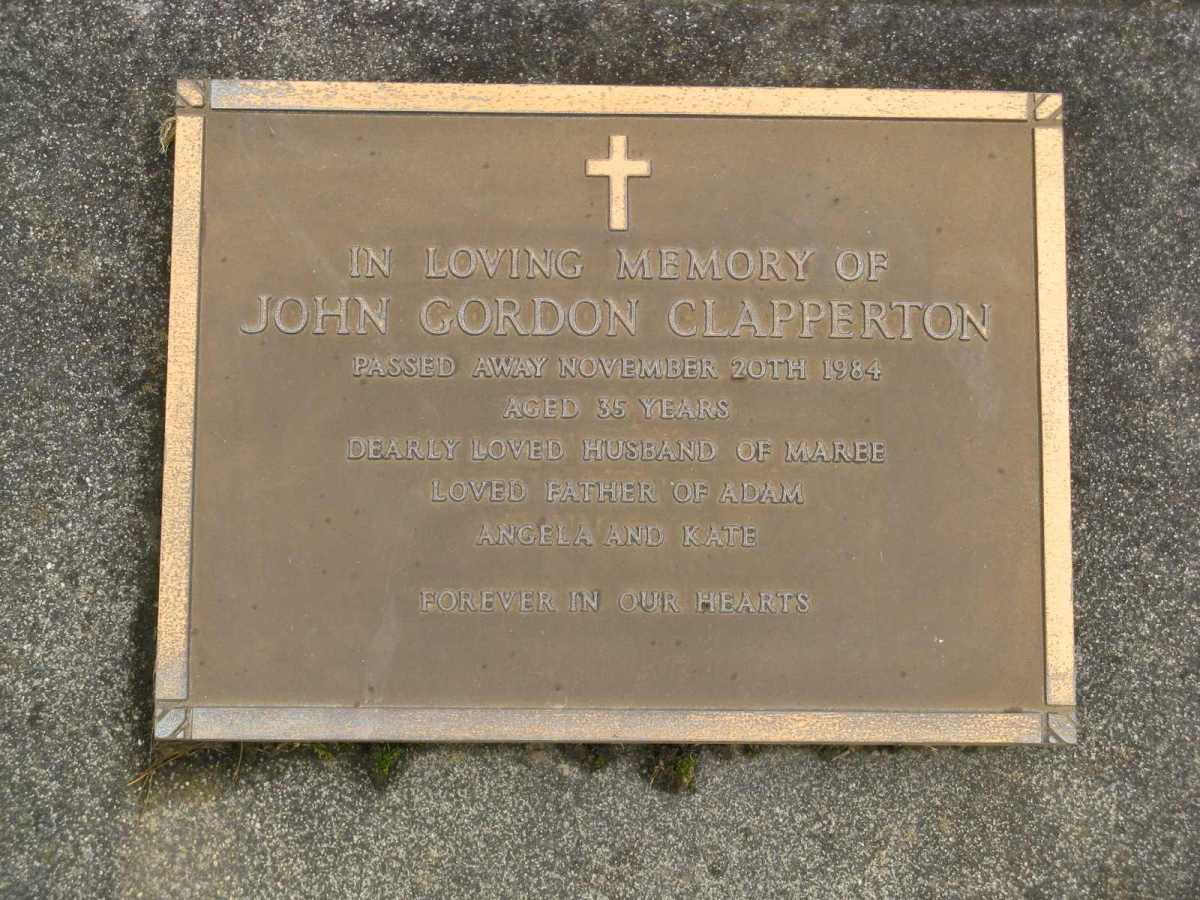 IN LOVING MEMORY OF
JOHN GORDON CLAPPERTON
PASSED AWAY NOVEMBER 20TH 1984
AGED 35 YEARS
DEARLY LOVED HUSBAND OF MAREE
LOVED FATHER OF ADAM
ANGELA AND KATE
FOREVER IN OUR HEARTS